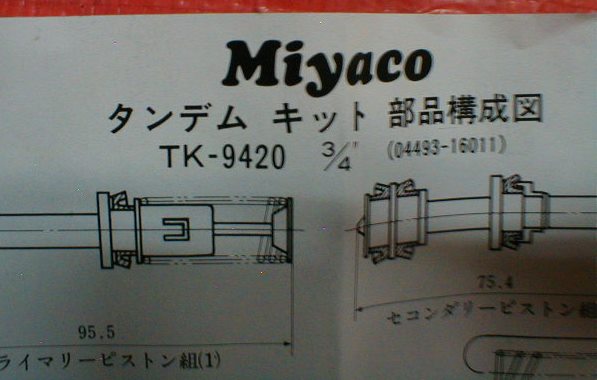 Miyaco
タンデム キット 部品構成図
TK-9420 3/4" (04493-16011)
75.4
セコンダリーピストン組
95.5
ライマリーピストン組(1)